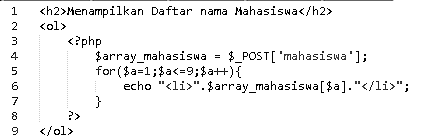 1 <h2>Menampilkan Daftar nama Mahasiswa</h2>
2 <ol>
3 <?php
4 $array_mahasiswa = $_POST['mahasiswa'];
5 for($a=1;$a<=9;$a++){
6 echo "<li>".$array_mahasiswa[$a]."</li>";
7 }
8 ?>
9 </ol>